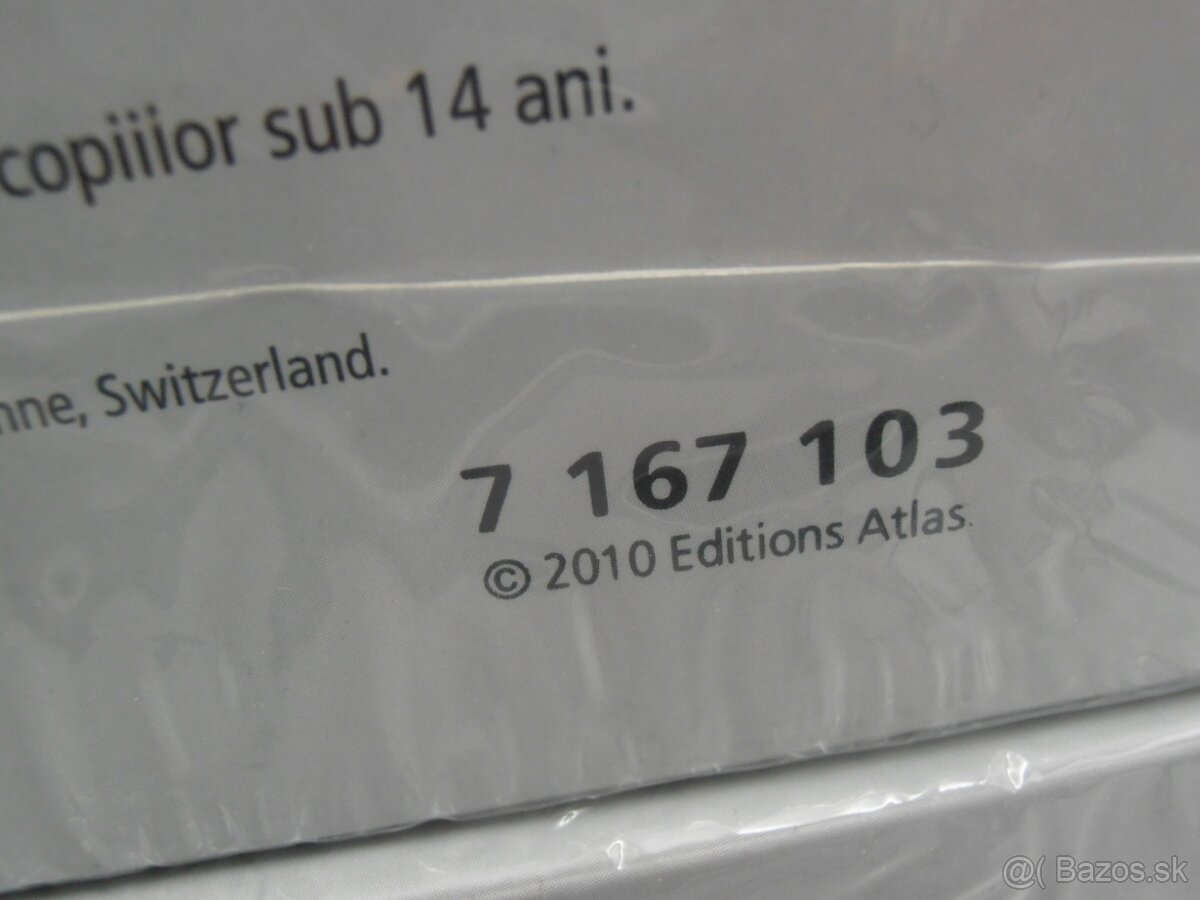 copiiior sub 14 ani.
nne, Switzerland.
7 167 103
© 2010 Editions Atlas.
@( Bazos.sk